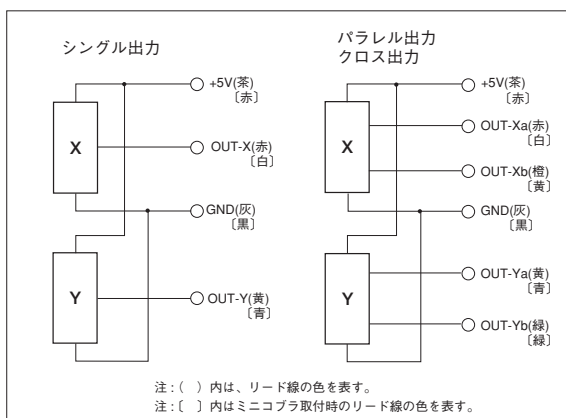 シングル出力
+5V(茶)
〔赤〕
X
OUT-X(赤)
〔白〕
GND(灰)
〔黒〕
Y
OUT-Y(黄)
〔青〕
パラレル出力
クロス出力
+5V(茶)
〔赤〕
OUT-Xa(赤)
〔白〕
X
OUT-Xb(橙)
〔黄〕
GND(灰)
〔黒〕
OUT-Ya(黄)
〔青〕
Y
OUT-Yb(緑)
〔緑〕
注:( )内は、リード線の色を表す。
注:〔 〕内はミニコプラ取付時のリード線の色を表す。